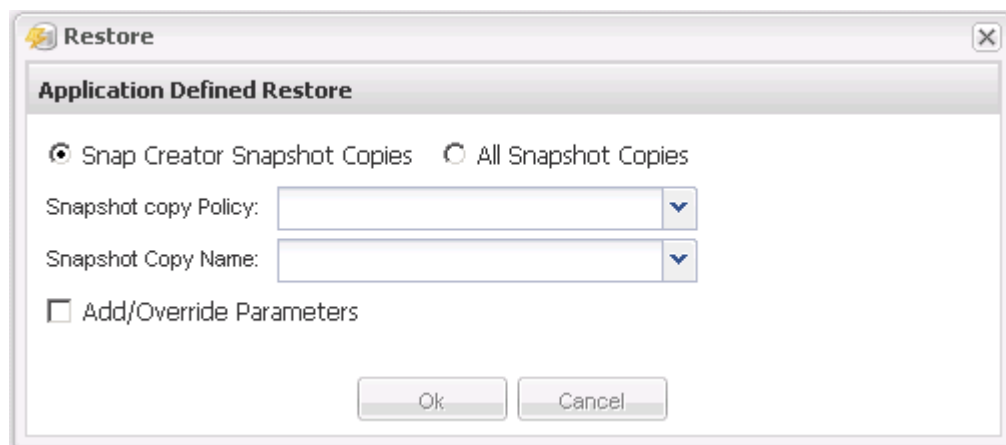 Restore
Application Defined Restore
Snap Creator Snapshot Copies All Snapshot Copies
Snapshot copy Policy:
Snapshot Copy Name:
Add/Override Parameters
Ok Cancel